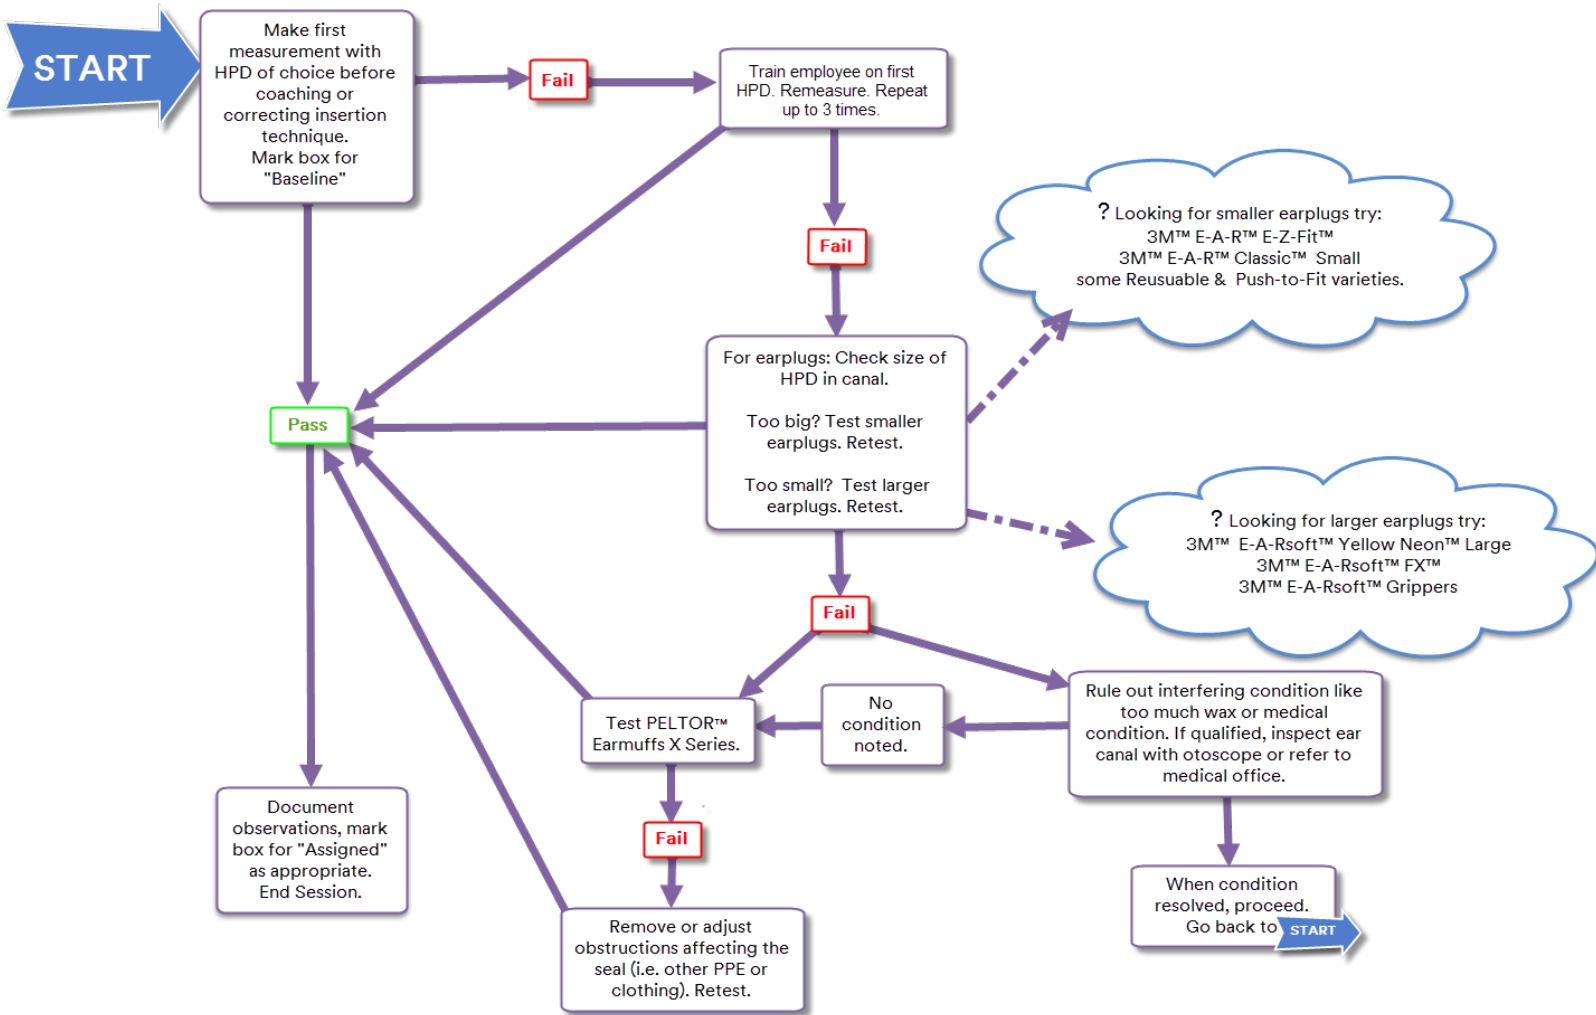 START
Make first
measurement with
HPD of choice before
coaching or
correcting insertion
technique.
Mark box for
"Baseline"
Fail
Train employee on first
HPD. Remeasure. Repeat
up to 3 times.
Fail
? Looking for smaller earplugs try:
3M™ E-A-R™ E-Z-Fit™
3M™ E-A-R™ Classic™ Small
some Reusuable & Push-to-Fit varieties.
For earplugs: Check size of
HPD in canal.
Too big? Test smaller
earplugs. Retest.
Too small? Test larger
earplugs. Retest.
Pass
? Looking for larger earplugs try:
3M™ E-A-Rsoft™ Yellow Neon™ Large
3M™ E-A-Rsoft™ FX™
3M™ E-A-Rsoft™ Grippers
Fail
Test PELTOR™
Earmuffs X Series.
No
condition
noted.
Rule out interfering condition like
too much wax or medical
condition. If qualified, inspect ear
canal with otoscope or refer to
medical office.
Document
observations, mark
box for "Assigned"
as appropriate.
End Session.
Fail
When condition
resolved, proceed.
Go back to START
Remove or adjust
obstructions affecting the
seal (i.e. other PPE or
clothing). Retest.